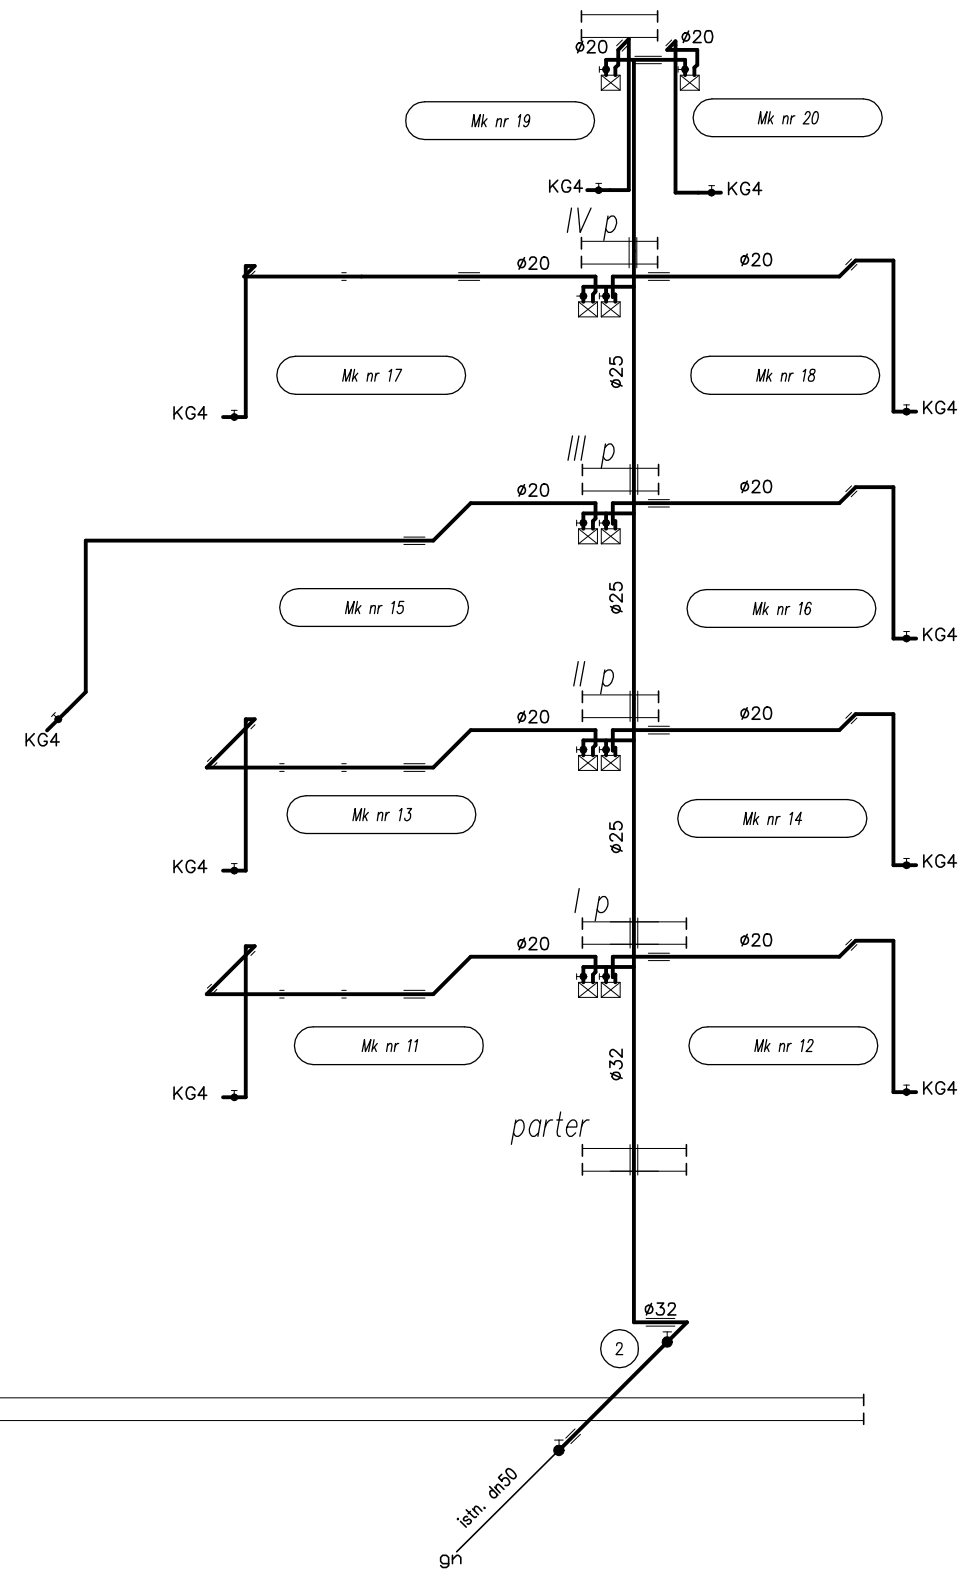 ø20 ø20
Mk nr 19 Mk nr 20
KG4 KG4
IV p
ø20 ø20
ø25
Mk nr 17 Mk nr 18
KG4 KG4
III p
ø20 ø20
ø25
Mk nr 15 Mk nr 16
KG4
II p
ø20 ø20
KG4
ø25
Mk nr 13 Mk nr 14
KG4 KG4
I p
ø20 ø20
Mk nr 11 Mk nr 12
ø32
KG4 KG4
parter
ø32
2
istn. dn50
gn